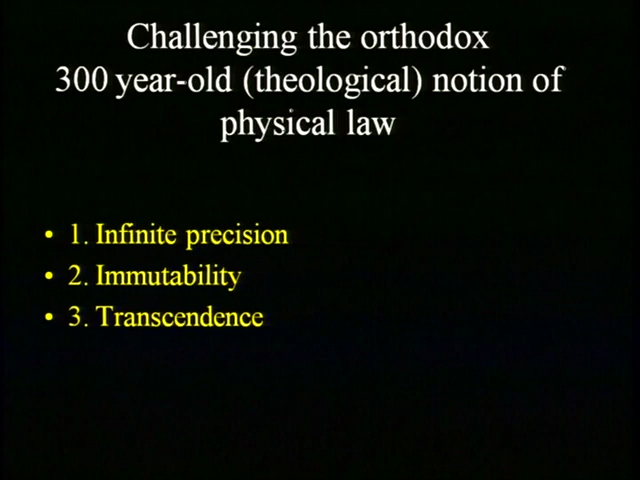 Challenging the orthodox
300 year-old (theological) notion of
physical law
• 1. Infinite precision
• 2. Immutability
• 3. Transcendence